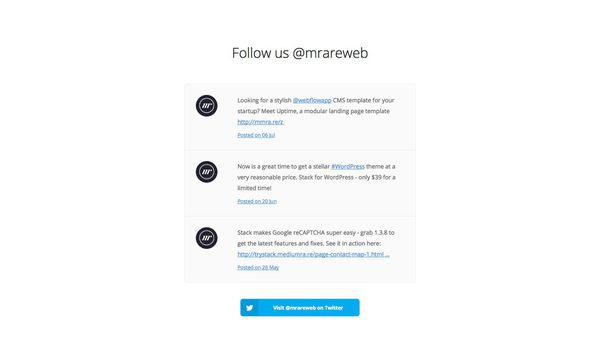 Follow us @mrareweb
Looking for a stylish @webflowapp CMS template for your
startup? Meet Uptime, a modular landing page template
http://mmra.re/z
Posted on 06 Jul
Now is a great time to get a stellar #WordPress theme at a
very reasonable price. Stack for WordPress - only $39 for a
limited time!
Posted on 20 Jun
Stack makes Google reCAPTCHA super easy - grab 1.3.8 to
get the latest features and fixes. See it in action here:
http://trystack.mediumra.re/page-contact-map-1.html ...
Posted on 26 May
Visit @mrareweb on Twitter